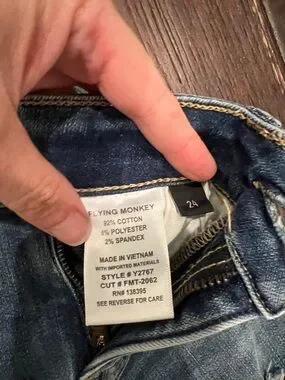 FLYING MONKEY
92% COTTON
6% POLYESTER
2% SPANDEX
MADE IN VIETNAM
WITH IMPORTED MATERIALS
STYLE # Y2767
CUT # FMT-2062
RN# 138395
SEE REVERSE FOR CARE
24